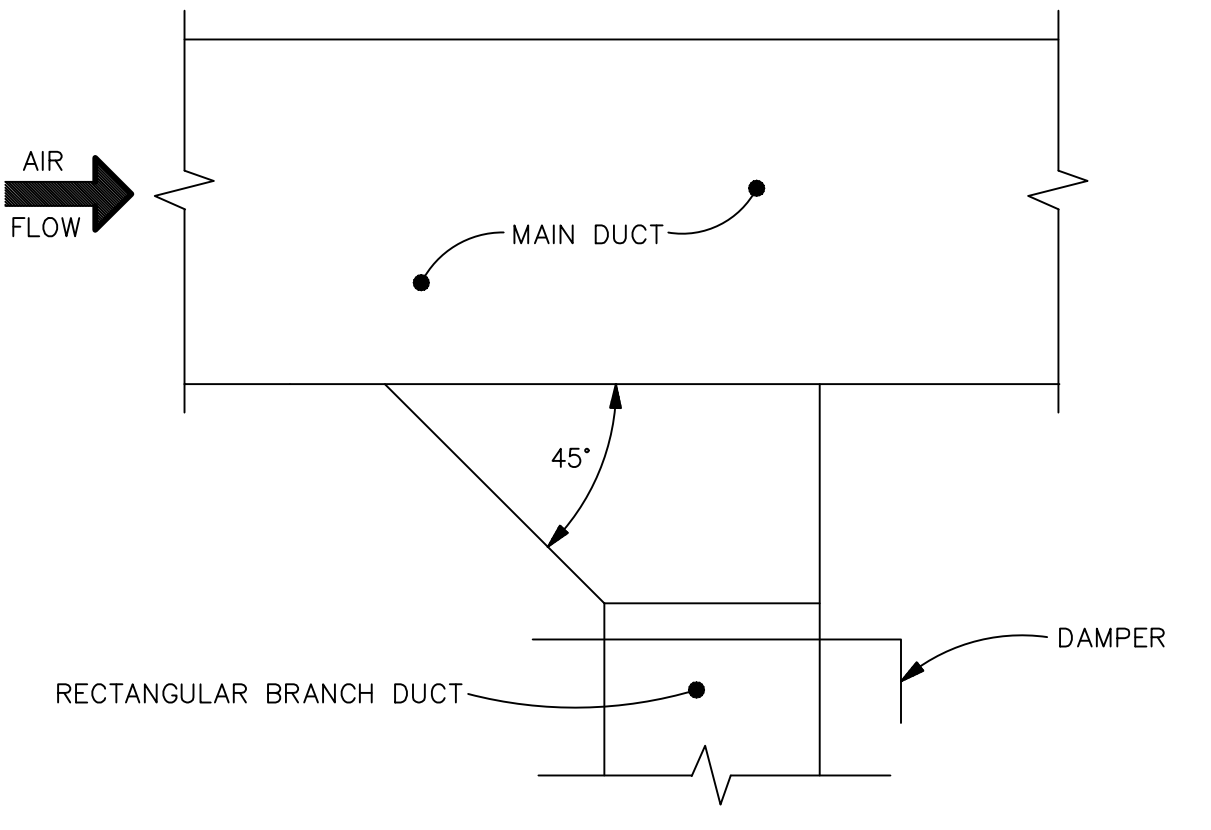 AIR
FLOW
MAIN DUCT
45°
DAMPER
RECTANGULAR BRANCH DUCT